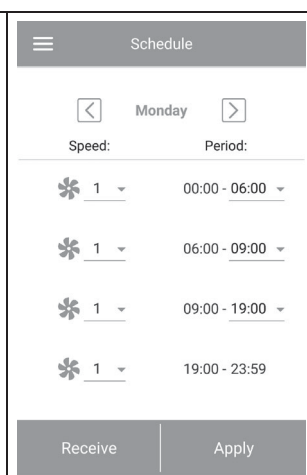 Schedule
Monday
Speed: Period:
1 00:00 - 06:00
1 06:00 - 09:00
1 09:00 - 19:00
1 19:00 - 23:59
Receive Apply